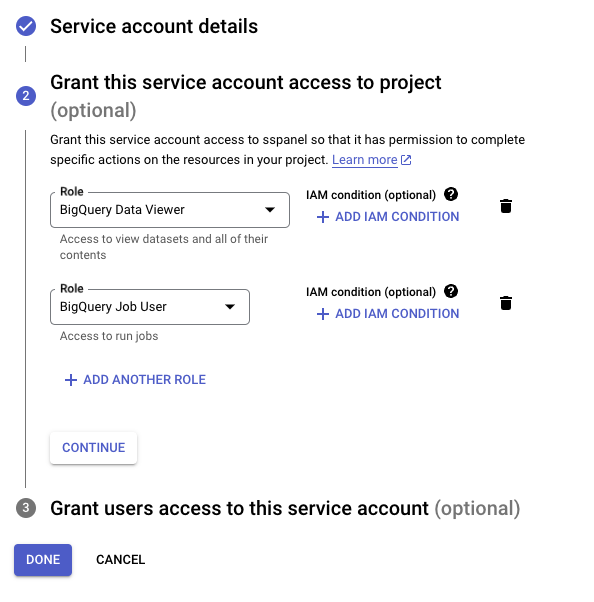 Service account details
2
Grant this service account access to project
(optional)
Grant this service account access to sspanel so that it has permission to complete
specific actions on the resources in your project. Learn more
Role
BigQuery Data Viewer
IAM condition (optional) ?
+ ADD IAM CONDITION
Access to view datasets and all of their
contents
Role
BigQuery Job User
IAM condition (optional) ?
+ ADD IAM CONDITION
Access to run jobs
+ ADD ANOTHER ROLE
CONTINUE
3
Grant users access to this service account (optional)
DONE CANCEL